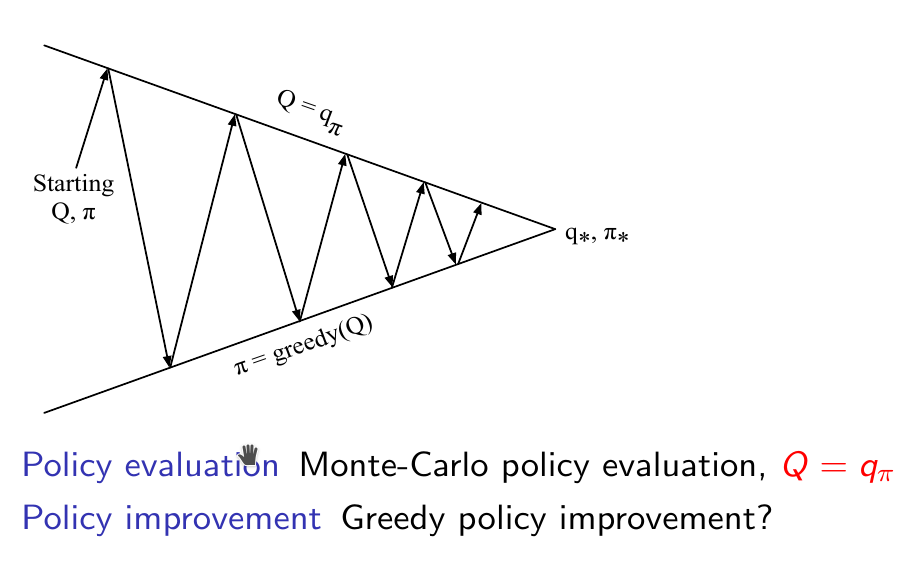 Q = qπ
Starting
Q, π
q*, π*
π = greedy(Q)
Policy evaluation Monte-Carlo policy evaluation, Q = qπ
Policy improvement Greedy policy improvement?